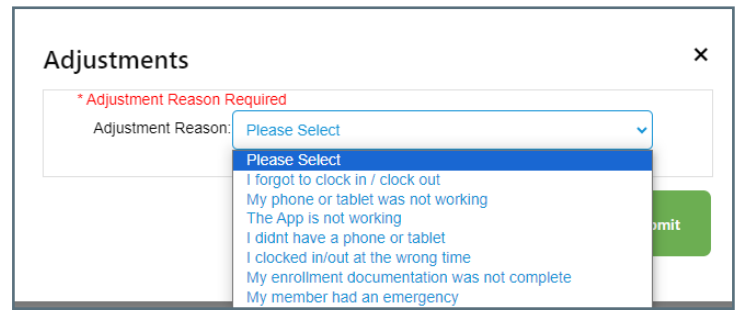 Adjustments ×
* Adjustment Reason Required
Adjustment Reason: Please Select
Please Select
I forgot to clock in / clock out
My phone or tablet was not working
The App is not working
I didnt have a phone or tablet
I clocked in/out at the wrong time
My enrollment documentation was not complete
My member had an emergency